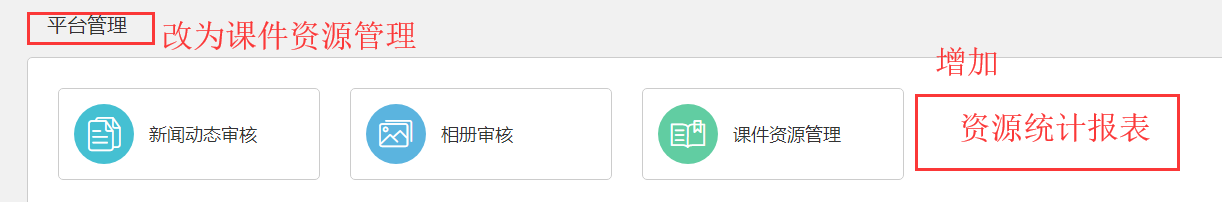 平台管理
改为课件资源管理
增加
新闻动态审核
相册审核
课件资源管理
资源统计报表